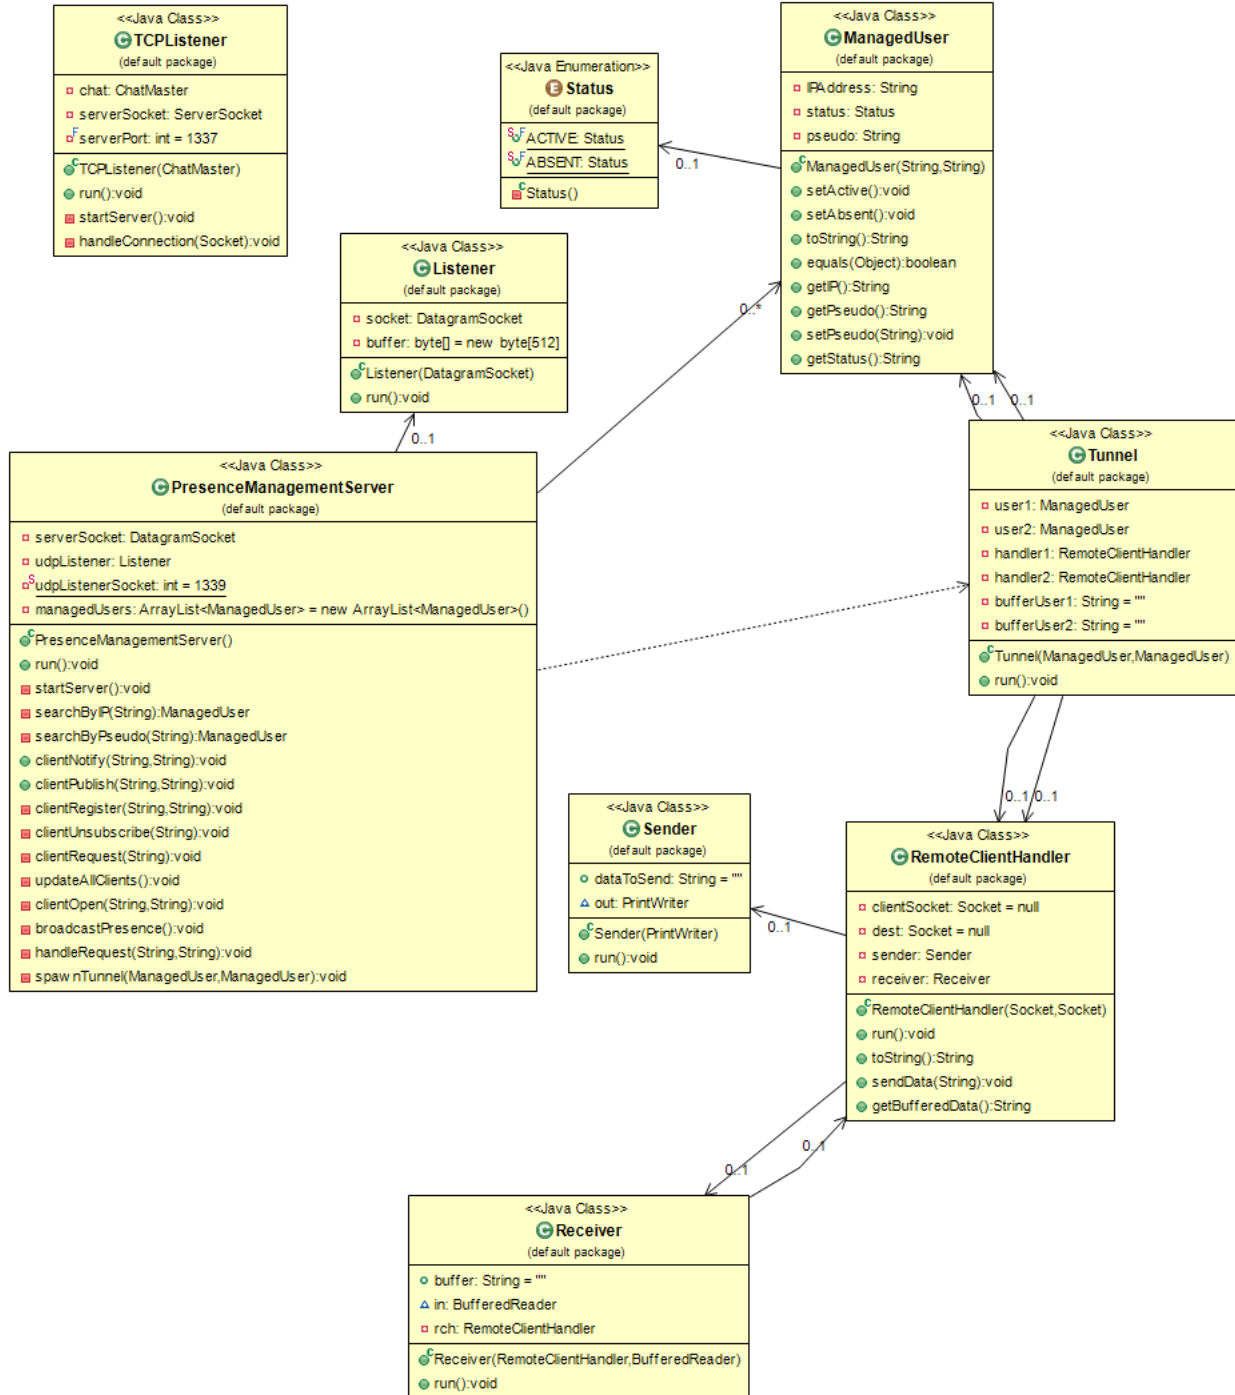 <<Java Class>>
TCPListener
(default package)
chat: ChatMaster
serverSocket: ServerSocket
F serverPort: int = 1337
C TCPListener(ChatMaster)
run():void
startServer():void
handleConnection(Socket):void
<<Java Enumeration>>
E Status
(default package)
S F ACTIVE: Status
S F ABSENT: Status
C Status()
<<Java Class>>
C ManagedUser
(default package)
IPAddress: String
status: Status
pseudo: String
C ManagedUser(String,String)
setActive():void
setAbsent():void
toString():String
equals(Object):boolean
getIP():String
getPseudo():String
setPseudo(String):void
getStatus():String
0..1
<<Java Class>>
C Listener
(default package)
socket: DatagramSocket
buffer: byte[] = new byte[512]
C Listener(DatagramSocket)
run():void
0..*
0..1
0..1
0..1
<<Java Class>>
C PresenceManagementServer
(default package)
serverSocket: DatagramSocket
udpListener: Listener
S udpListenerSocket: int = 1339
managedUsers: ArrayList<ManagedUser> = new ArrayList<ManagedUser>()
C PresenceManagementServer()
run():void
startServer():void
searchByIP(String):ManagedUser
searchByPseudo(String):ManagedUser
clientNotify(String,String):void
clientPublish(String,String):void
clientRegister(String,String):void
clientUnsubscribe(String):void
clientRequest(String):void
updateAllClients():void
clientOpen(String,String):void
broadcastPresence():void
handleRequest(String,String):void
spawnTunnel(ManagedUser,ManagedUser):void
<<Java Class>>
C Tunnel
(default package)
user1: ManagedUser
user2: ManagedUser
handler1: RemoteClientHandler
handler2: RemoteClientHandler
bufferUser1: String = ""
bufferUser2: String = ""
C Tunnel(ManagedUser,ManagedUser)
run():void
0..1
0..1
<<Java Class>>
C Sender
(default package)
dataToSend: String = ""
out: PrintWriter
C Sender(PrintWriter)
run():void
0..1
<<Java Class>>
C RemoteClientHandler
(default package)
clientSocket: Socket = null
dest: Socket = null
sender: Sender
receiver: Receiver
C RemoteClientHandler(Socket,Socket)
run():void
toString():String
sendData(String):void
getBufferedData():String
0..1
0..1
<<Java Class>>
C Receiver
(default package)
buffer: String = ""
in: BufferedReader
rch: RemoteClientHandler
C Receiver(RemoteClientHandler,BufferedReader)
run():void